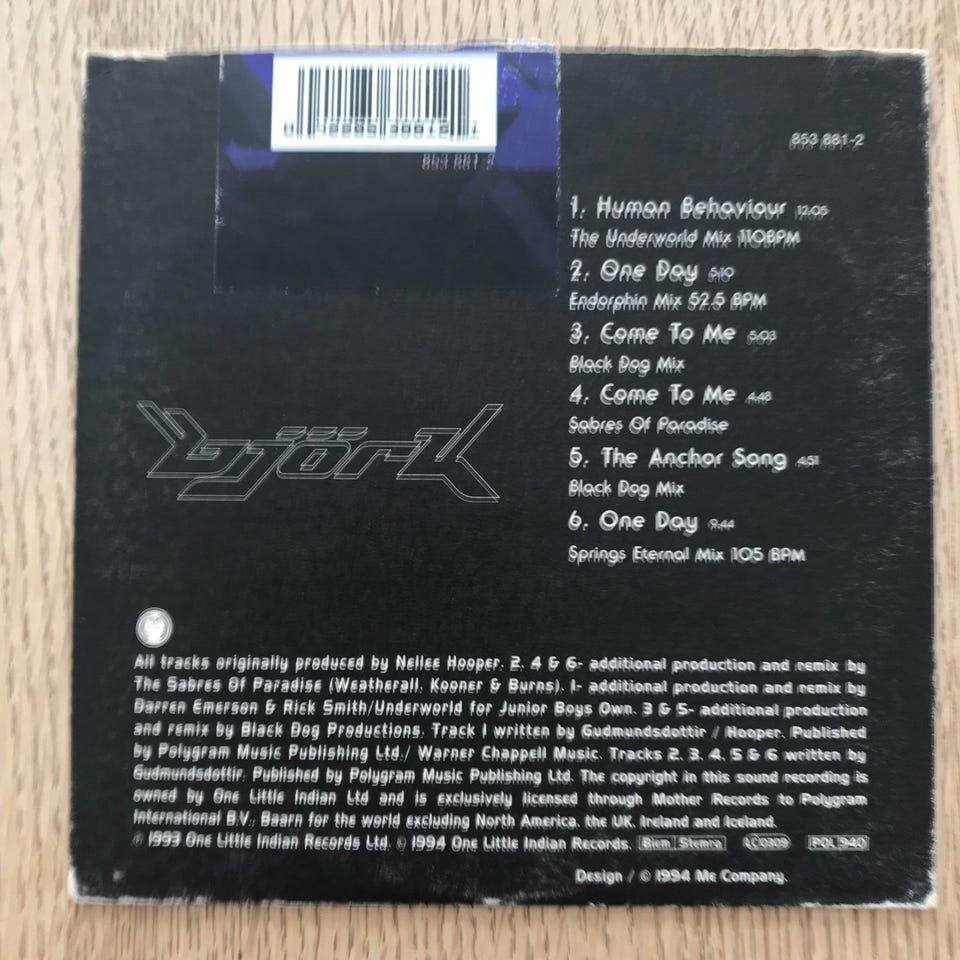 853 881-2
853 881-2
1. Human Behaviour 12:05
The Underworld Mix 110BPM
2. One Day 5:10
Endorphin Mix 52.5 BPM
3. Come To Me 5:03
Black Dog Mix
4. Come To Me 4:48
Sabres Of Paradise
5. The Anchor Song 4:51
Black Dog Mix
6. One Day 9:44
Springs Eternal Mix 105 BPM
björk
All tracks originally produced by Nellee Hooper. 2, 4 & 6- additional production and remix by
The Sabres Of Paradise (Weatherall, Kooner & Burns). 1- additional production and remix by
Darren Emerson & Rick Smith/Underworld for Junior Boys Own. 3 & 5- additional production
and remix by Black Dog Productions. Track 1 written by Gudmundsdottir / Hooper. Published
by Polygram Music Publishing Ltd./ Warner Chappell Music. Tracks 2, 3, 4, 5 & 6 written by
Gudmundsdottir. Published by Polygram Music Publishing Ltd. The copyright in this sound recording is
owned by One Little Indian Ltd and is exclusively licensed through Mother Records to Polygram
International B.V., Baarn for the world excluding North America, the UK, Ireland and Iceland.
℗ 1993 One Little Indian Records Ltd. © 1994 One Little Indian Records. Biem Stemra LC0309 POL 940
Design / © 1994 Me Company.